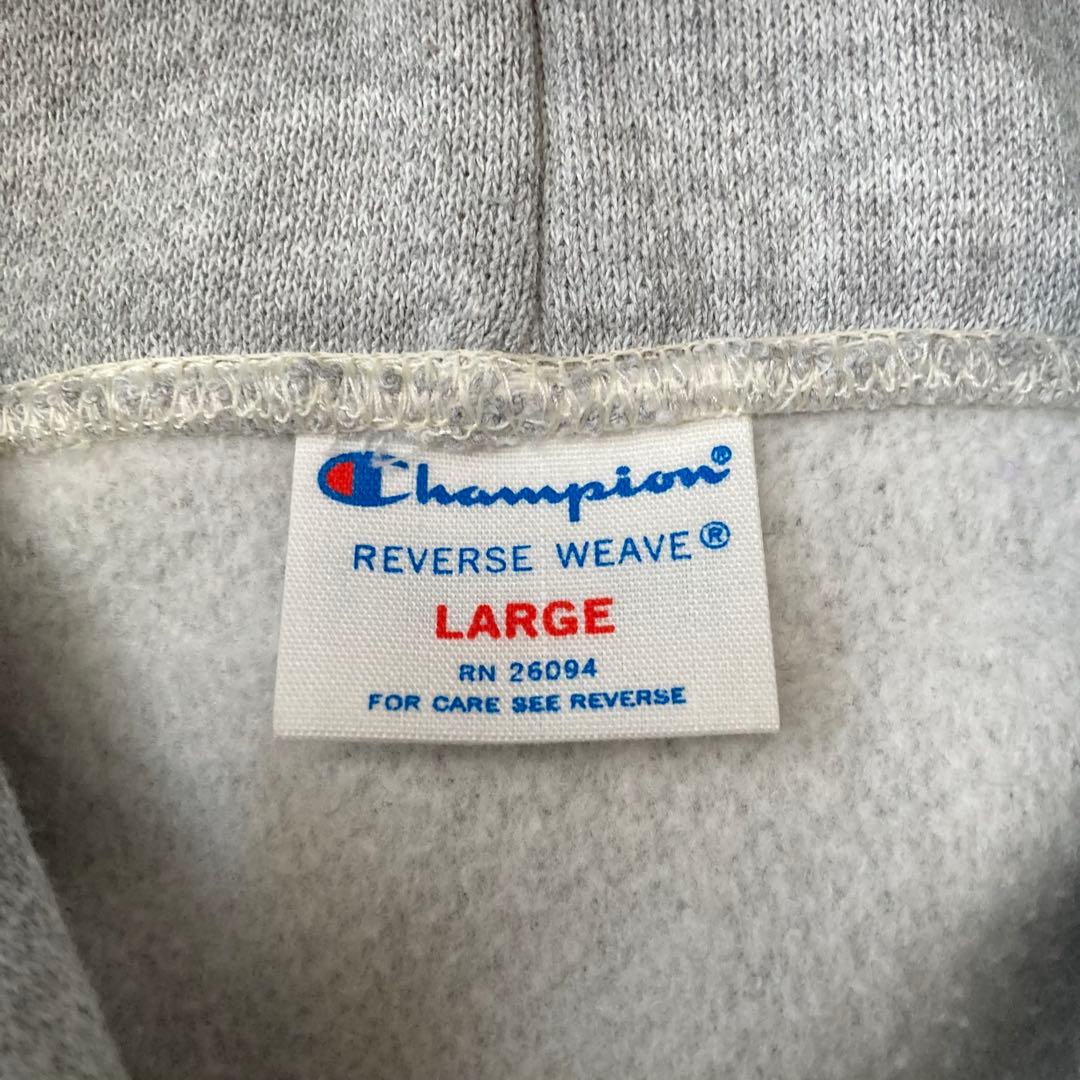 Champion®
REVERSE WEAVE®
LARGE
RN 26094
FOR CARE SEE REVERSE